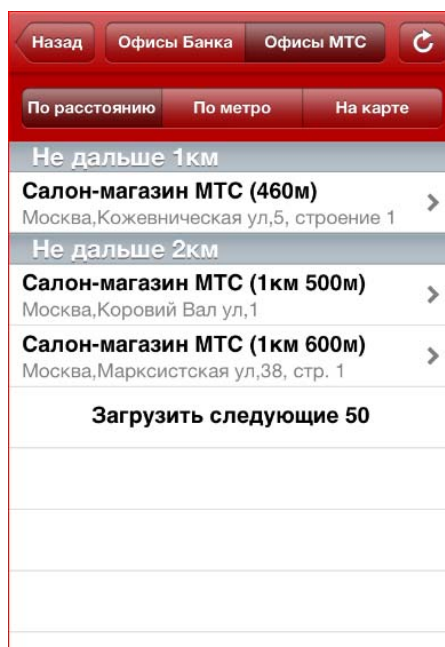 Назад Офисы Банка Офисы МТС
По расстоянию По метро На карте
Не дальше 1км
Салон-магазин МТС (460м)
Москва,Кожевническая ул,5, строение 1
Не дальше 2км
Салон-магазин МТС (1км 500м)
Москва,Коровий Вал ул,1
Салон-магазин МТС (1км 600м)
Москва,Марксистская ул,38, стр. 1
Загрузить следующие 50